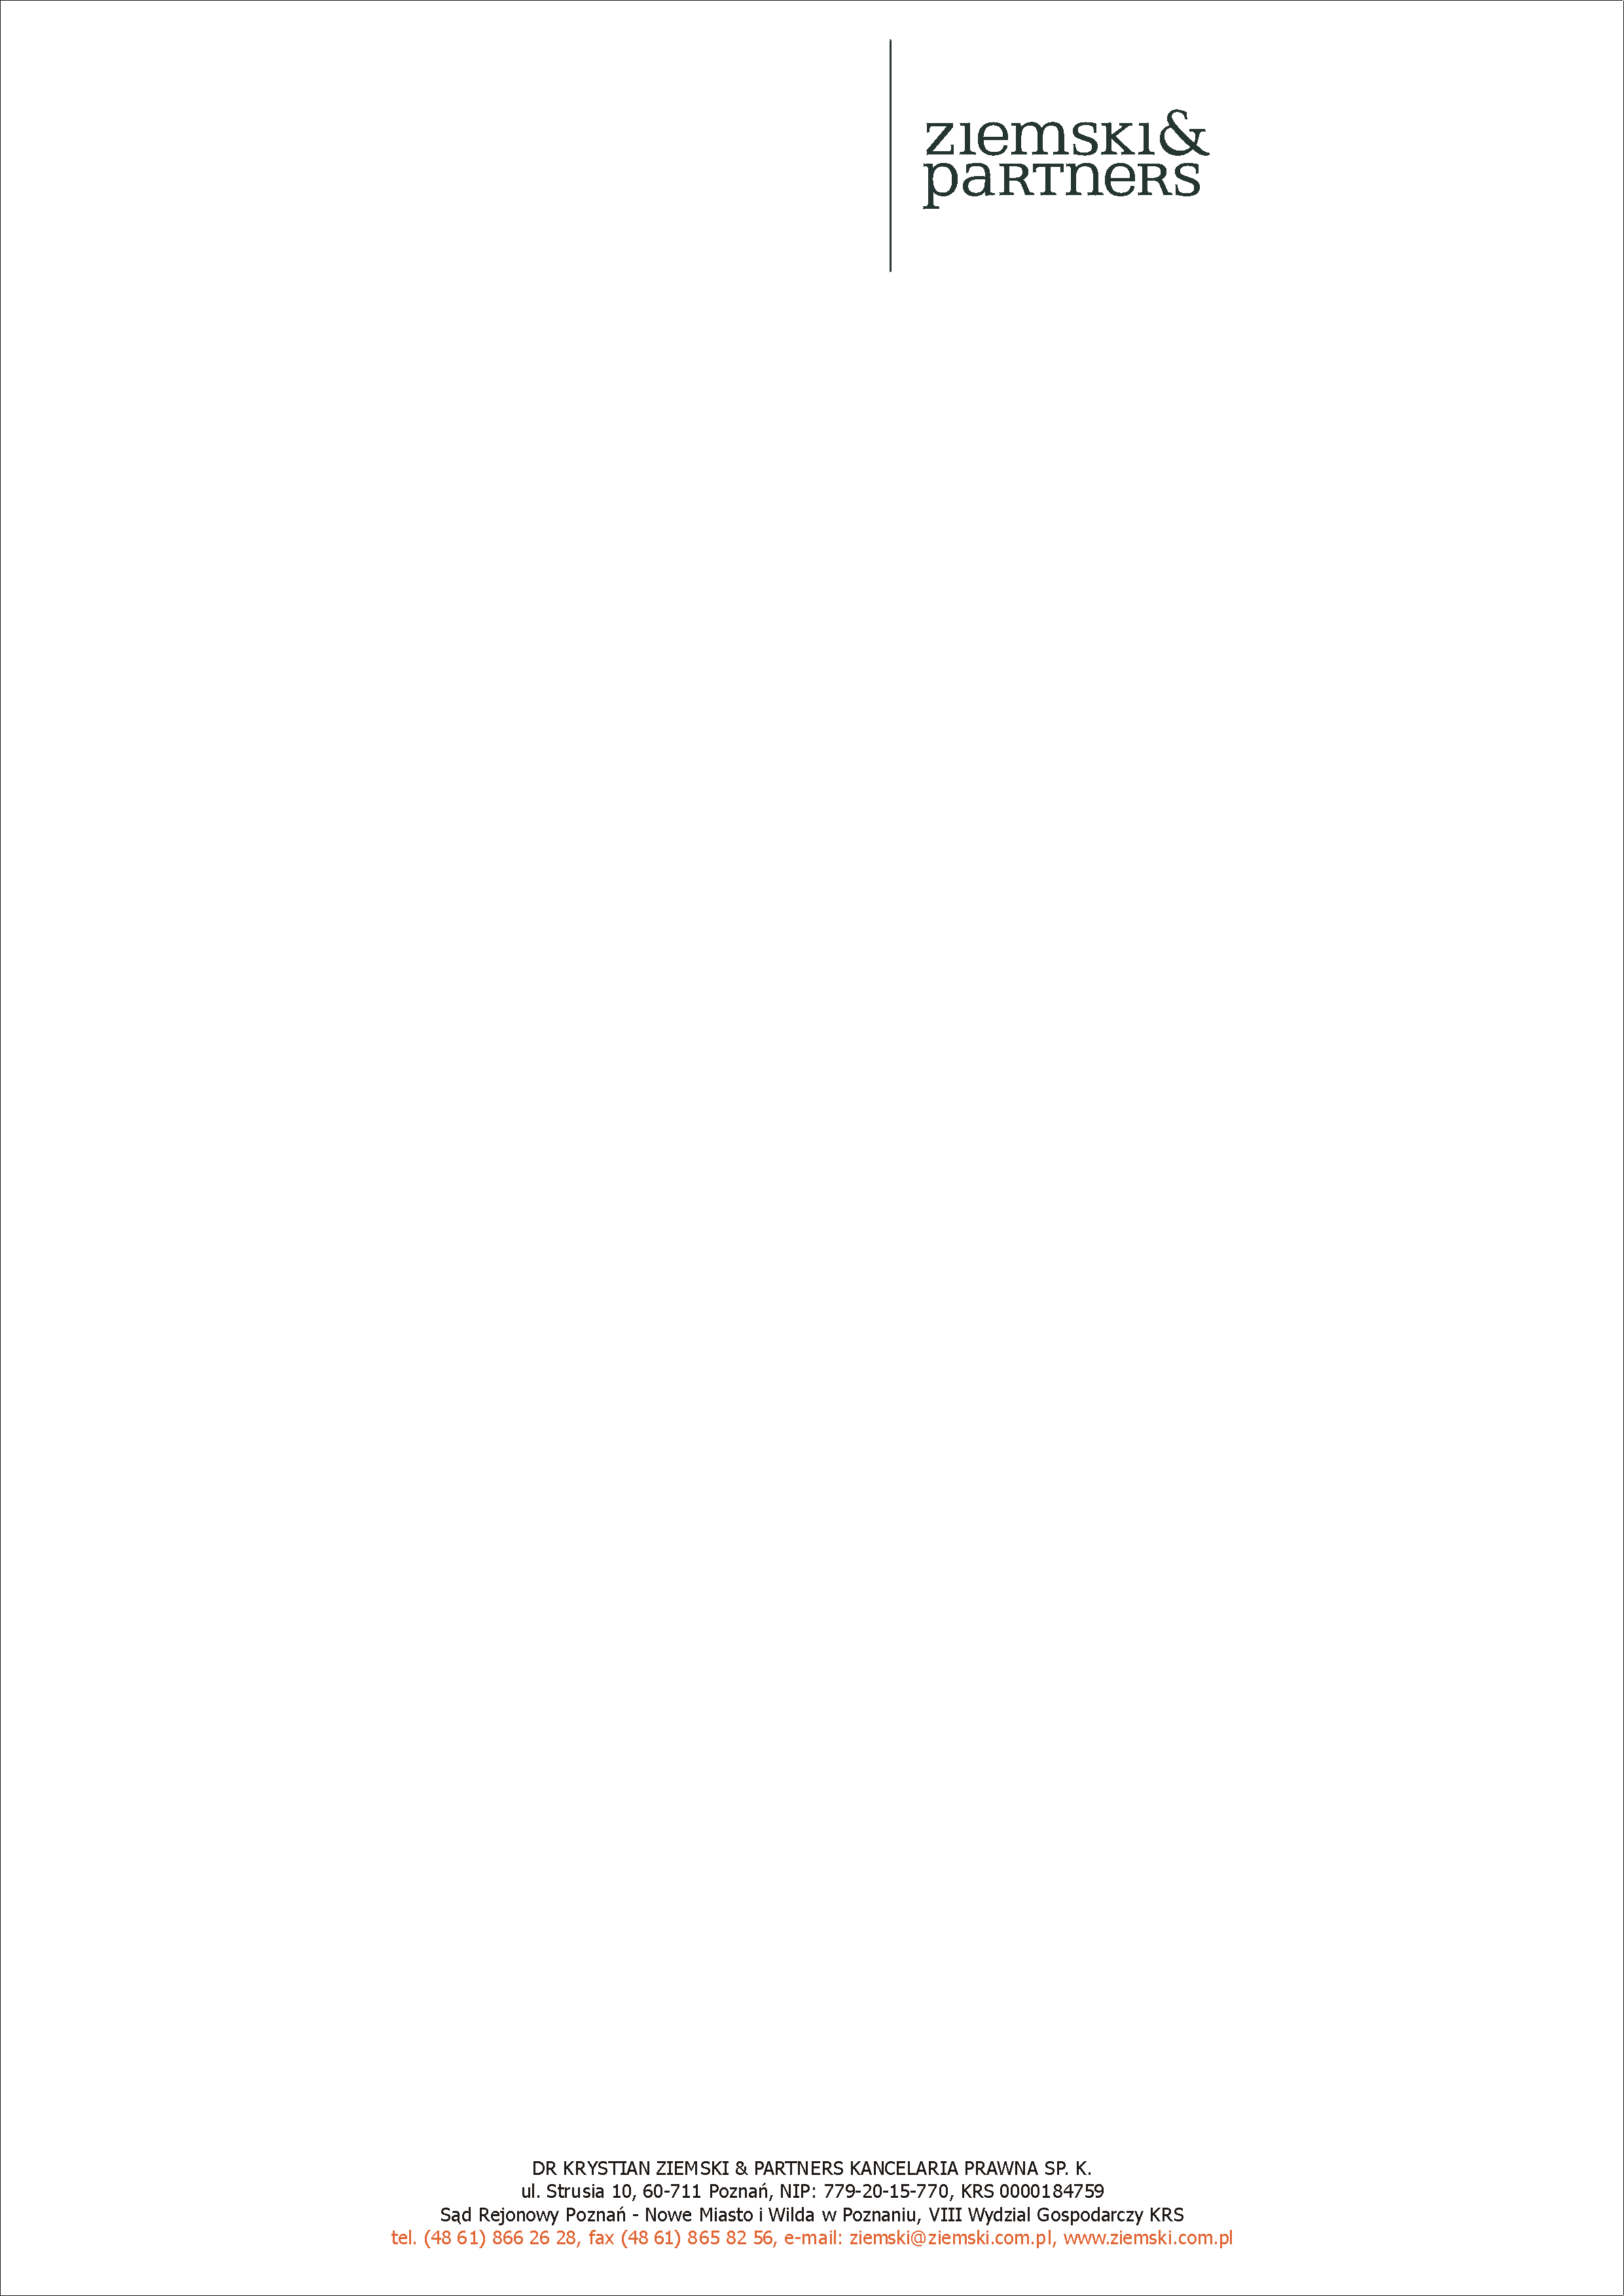 zıemskı&
partners
DR KRYSTIAN ZIEMSKI & PARTNERS KANCELARIA PRAWNA SP. K.
ul. Strusia 10, 60-711 Poznań, NIP: 779-20-15-770, KRS 0000184759
Sąd Rejonowy Poznań - Nowe Miasto i Wilda w Poznaniu, VIII Wydzial Gospodarczy KRS
tel. (48 61) 866 26 28, fax (48 61) 865 82 56, e-mail: ziemski@ziemski.com.pl, www.ziemski.com.pl